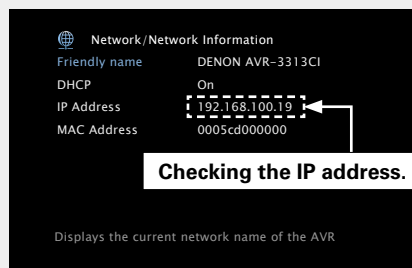 Network/Network Information
Friendly name DENON AVR-3313CI
DHCP On
IP Address 192.168.100.19
MAC Address 0005cd000000
Checking the IP address.
Displays the current network name of the AVR